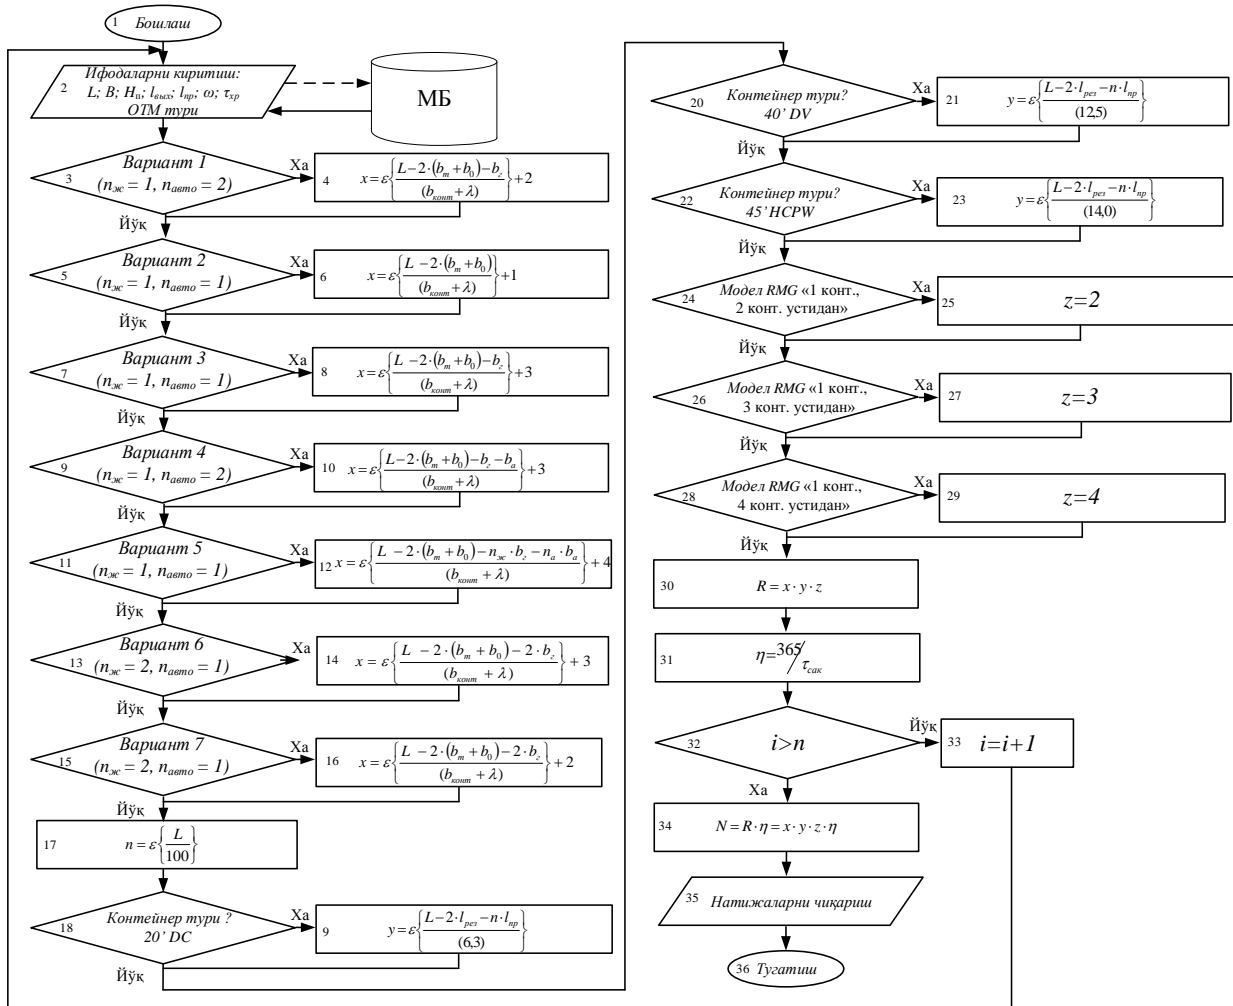 1 Бошлаш
2 Ифодаларни киритиш:
L; B; Hп; lвых; lпр; ω; τхр
ОТМ тури
МБ
3 Вариант 1
(nж = 1, nавто = 2)
Ха
Йўқ
4 x = ε{(L−2·(bт+b0)−bг)/(bконт+λ)}+2
5 Вариант 2
(nж = 1, nавто = 1)
Ха
Йўқ
6 x = ε{(L−2·(bт+b0))/(bконт+λ)}+1
7 Вариант 3
(nж = 1, nавто = 1)
Ха
Йўқ
8 x = ε{(L−2·(bт+b0)−bг)/(bконт+λ)}+3
9 Вариант 4
(nж = 1, nавто = 2)
Ха
Йўқ
10 x = ε{(L−2·(bт+b0)−bг−bа)/(bконт+λ)}+3
11 Вариант 5
(nж = 1, nавто = 1)
Ха
Йўқ
12 x = ε{(L−2·(bт+b0)−nж·bг−nа·bа)/(bконт+λ)}+4
13 Вариант 6
(nж = 2, nавто = 1)
Ха
Йўқ
14 x = ε{(L−2·(bт+b0)−2·bг)/(bконт+λ)}+3
15 Вариант 7
(nж = 2, nавто = 1)
Ха
Йўқ
16 x = ε{(L−2·(bт+b0)−2·bг)/(bконт+λ)}+2
17 n = ε{L/100}
18 Контейнер тури ?
20' DC
Ха
Йўқ
9 y = ε{(L−2·lрез−n·lпр)/(6,3)}
20 Контейнер тури?
40' DV
Ха
Йўқ
21 y = ε{(L−2·lрез−n·lпр)/(12,5)}
22 Контейнер тури?
45' HCPW
Ха
Йўқ
23 y = ε{(L−2·lрез−n·lпр)/(14,0)}
24 Модел RMG «1 конт.,
2 конт. устидан»
Ха
Йўқ
25 z=2
26 Модел RMG «1 конт.,
3 конт. устидан»
Ха
Йўқ
27 z=3
28 Модел RMG «1 конт.,
4 конт. устидан»
Ха
Йўқ
29 z=4
30 R = x·y·z
31 η=365/τсак
32 i>n
Йўқ
Ха
33 i=i+1
34 N = R·η = x·y·z·η
35 Натижаларни чиқариш
36 Тугатиш